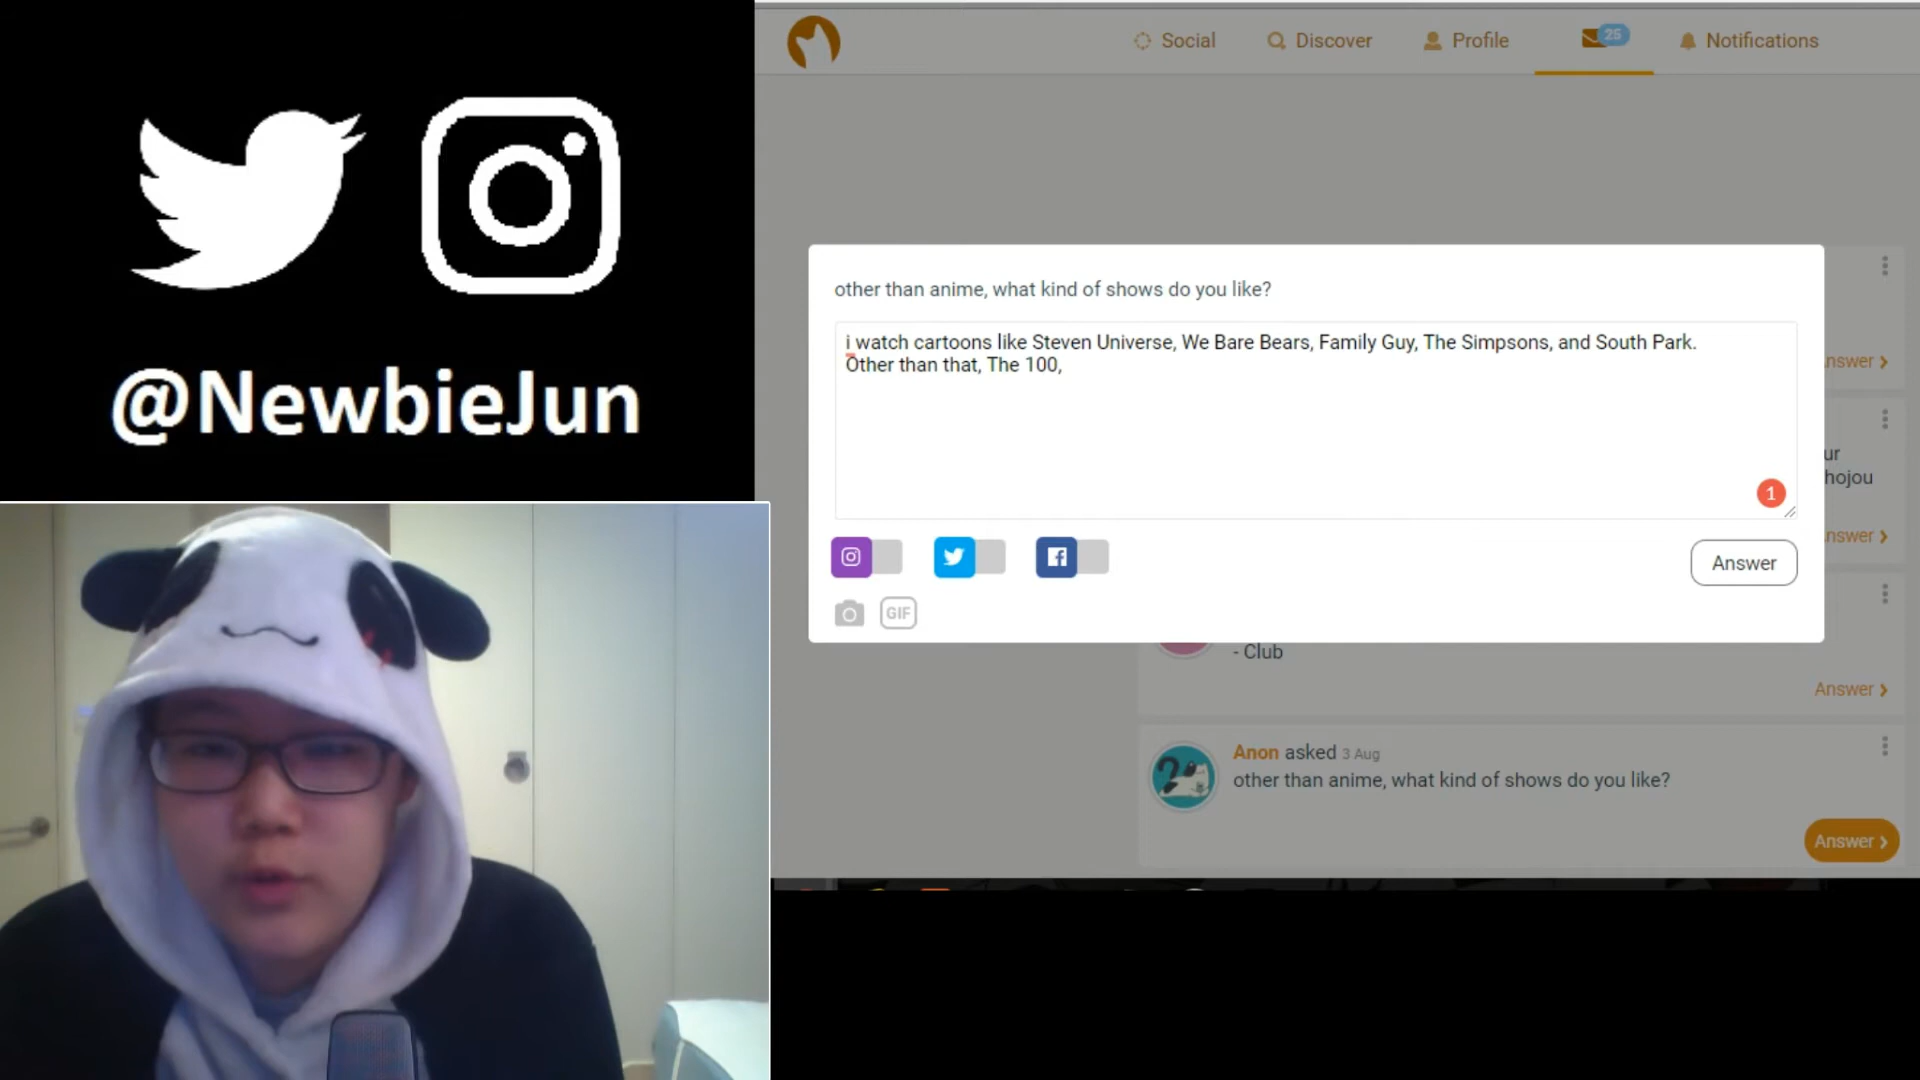 Social
Discover
Profile
25
Notifications
@NewbieJun
other than anime, what kind of shows do you like?
i watch cartoons like Steven Universe, We Bare Bears, Family Guy, The Simpsons, and South Park.
Other than that, The 100,
1
Answer
GIF
nswer
ur
hojou
nswer
- Club
Answer
Anon asked 3 Aug
other than anime, what kind of shows do you like?
Answer